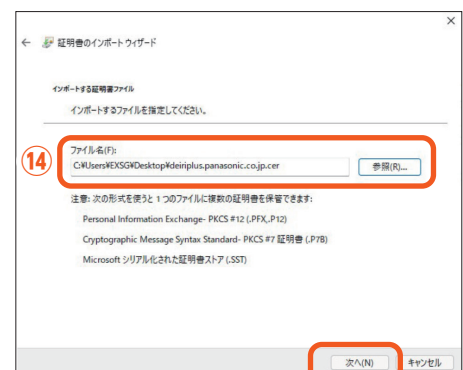 ← 証明書のインポート ウィザード
インポートする証明書ファイル
インポートするファイルを指定してください。
⑭
ファイル名(F):
C:¥Users¥EXSG¥Desktop¥deiriplus.panasonic.co.jp.cer
参照(R)...
注意: 次の形式を使うと 1 つのファイルに複数の証明書を保管できます:
Personal Information Exchange- PKCS #12 (.PFX,.P12)
Cryptographic Message Syntax Standard- PKCS #7 証明書 (.P7B)
Microsoft シリアル化された証明書ストア (.SST)
次へ(N) キャンセル